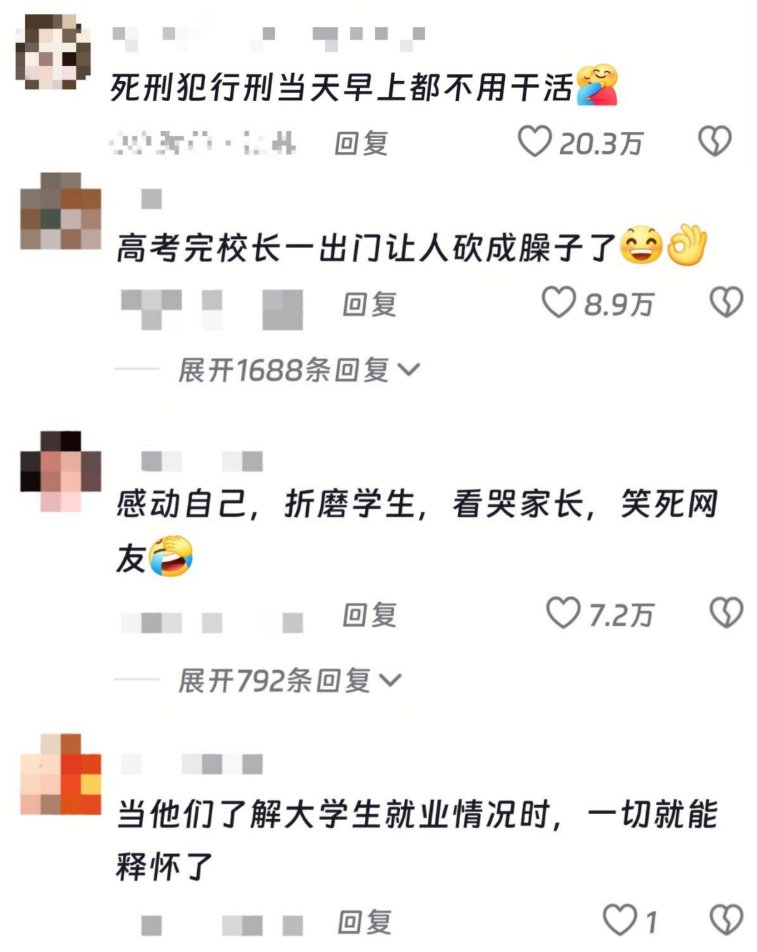 死刑犯行刑当天早上都不用干活
回复 20.3万
高考完校长一出门让人砍成臊子了
回复 8.9万
展开1688条回复
感动自己，折磨学生，看哭家长，笑死网
友
回复 7.2万
展开792条回复
当他们了解大学生就业情况时，一切就能
释怀了
回复 1